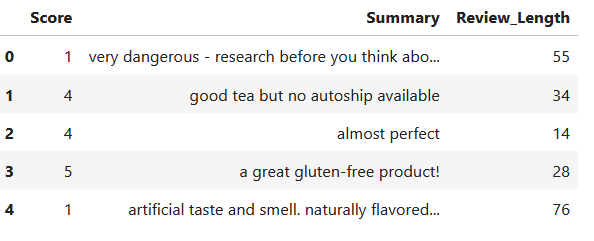 Score Summary Review_Length
0 1 very dangerous - research before you think abo... 55
1 4 good tea but no autoship available 34
2 4 almost perfect 14
3 5 a great gluten-free product! 28
4 1 artificial taste and smell. naturally flavored... 76